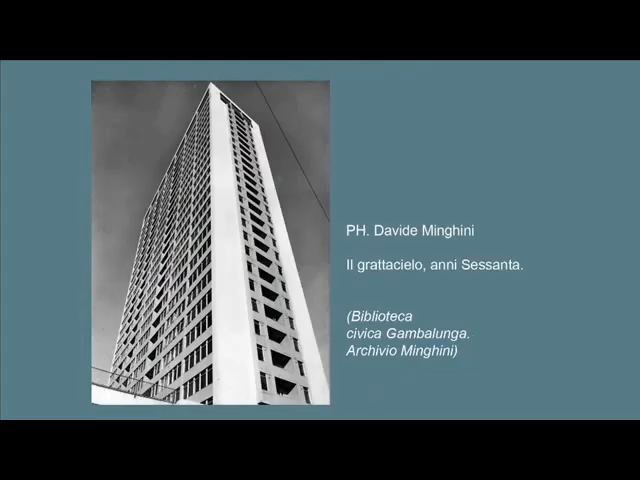 PH. Davide Minghini
Il grattacielo, anni Sessanta.
(Biblioteca
civica Gambalunga.
Archivio Minghini)